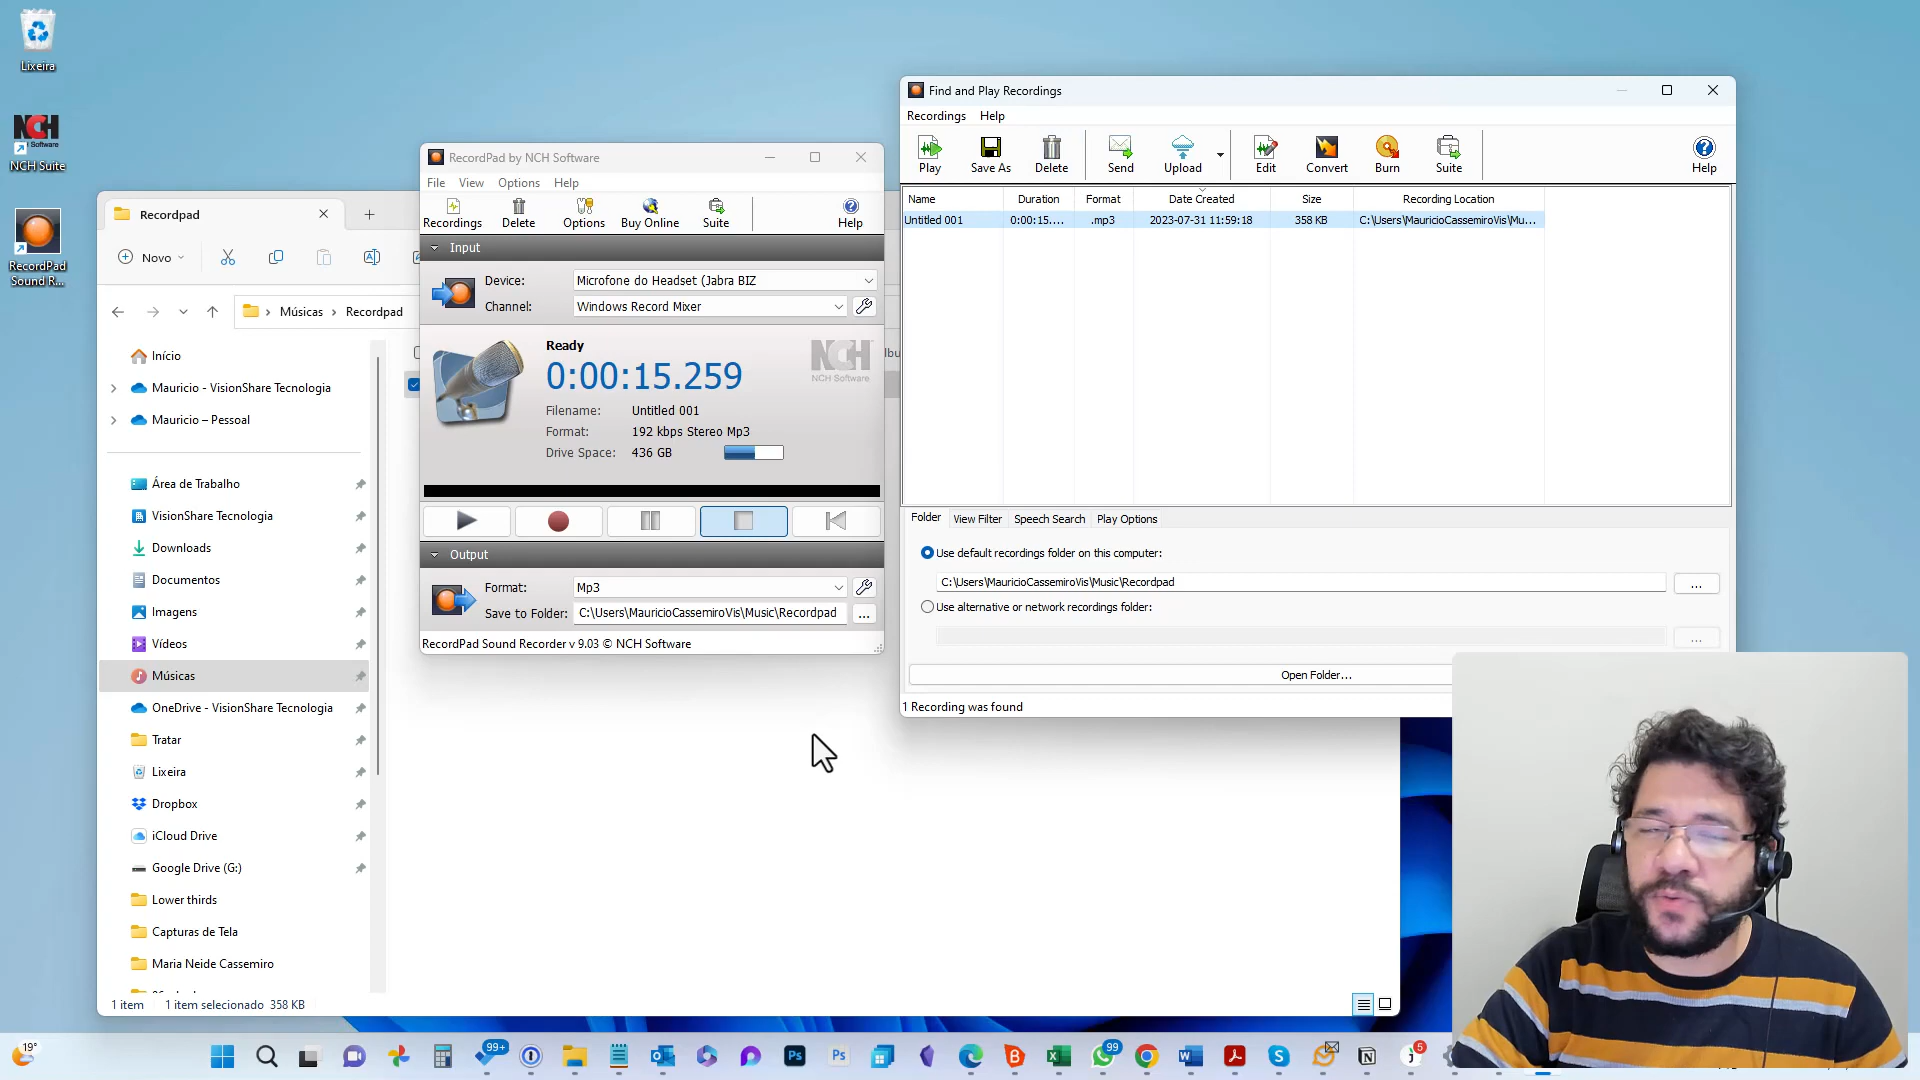 Lixeira
NCH
Software
NCH Suite
RecordPad
Sound R...
Recordpad
Novo
Músicas
Recordpad
Início
Mauricio - VisionShare Tecnologia
Mauricio – Pessoal
Área de Trabalho
VisionShare Tecnologia
Downloads
Documentos
Imagens
Vídeos
Músicas
OneDrive - VisionShare Tecnologia
Tratar
Lixeira
Dropbox
iCloud Drive
Google Drive (G:)
Lower thirds
Capturas de Tela
Maria Neide Cassemiro
1 item
1 item selecionado 358 KB
RecordPad by NCH Software
File View Options Help
Recordings Delete Options Buy Online Suite Help
Input
Device: Microfone do Headset (Jabra BIZ
Channel: Windows Record Mixer
Ready
0:00:15.259
NCH
NCH Software
Filename: Untitled 001
Format: 192 kbps Stereo Mp3
Drive Space: 436 GB
Output
Format: Mp3
Save to Folder: C:\Users\MauricioCassemiroVis\Music\Recordpad ...
RecordPad Sound Recorder v 9.03 © NCH Software
Find and Play Recordings
Recordings Help
Play Save As Delete Send Upload Edit Convert Burn Suite Help
Name Duration Format Date Created Size Recording Location
Untitled 001 0:00:15.... .mp3 2023-07-31 11:59:18 358 KB C:\Users\MauricioCassemiroVis\Mu...
Folder View Filter Speech Search Play Options
Use default recordings folder on this computer:
C:\Users\MauricioCassemiroVis\Music\Recordpad ...
Use alternative or network recordings folder:
...
Open Folder...
1 Recording was found
19°
99+
Ps
Ps
99
5